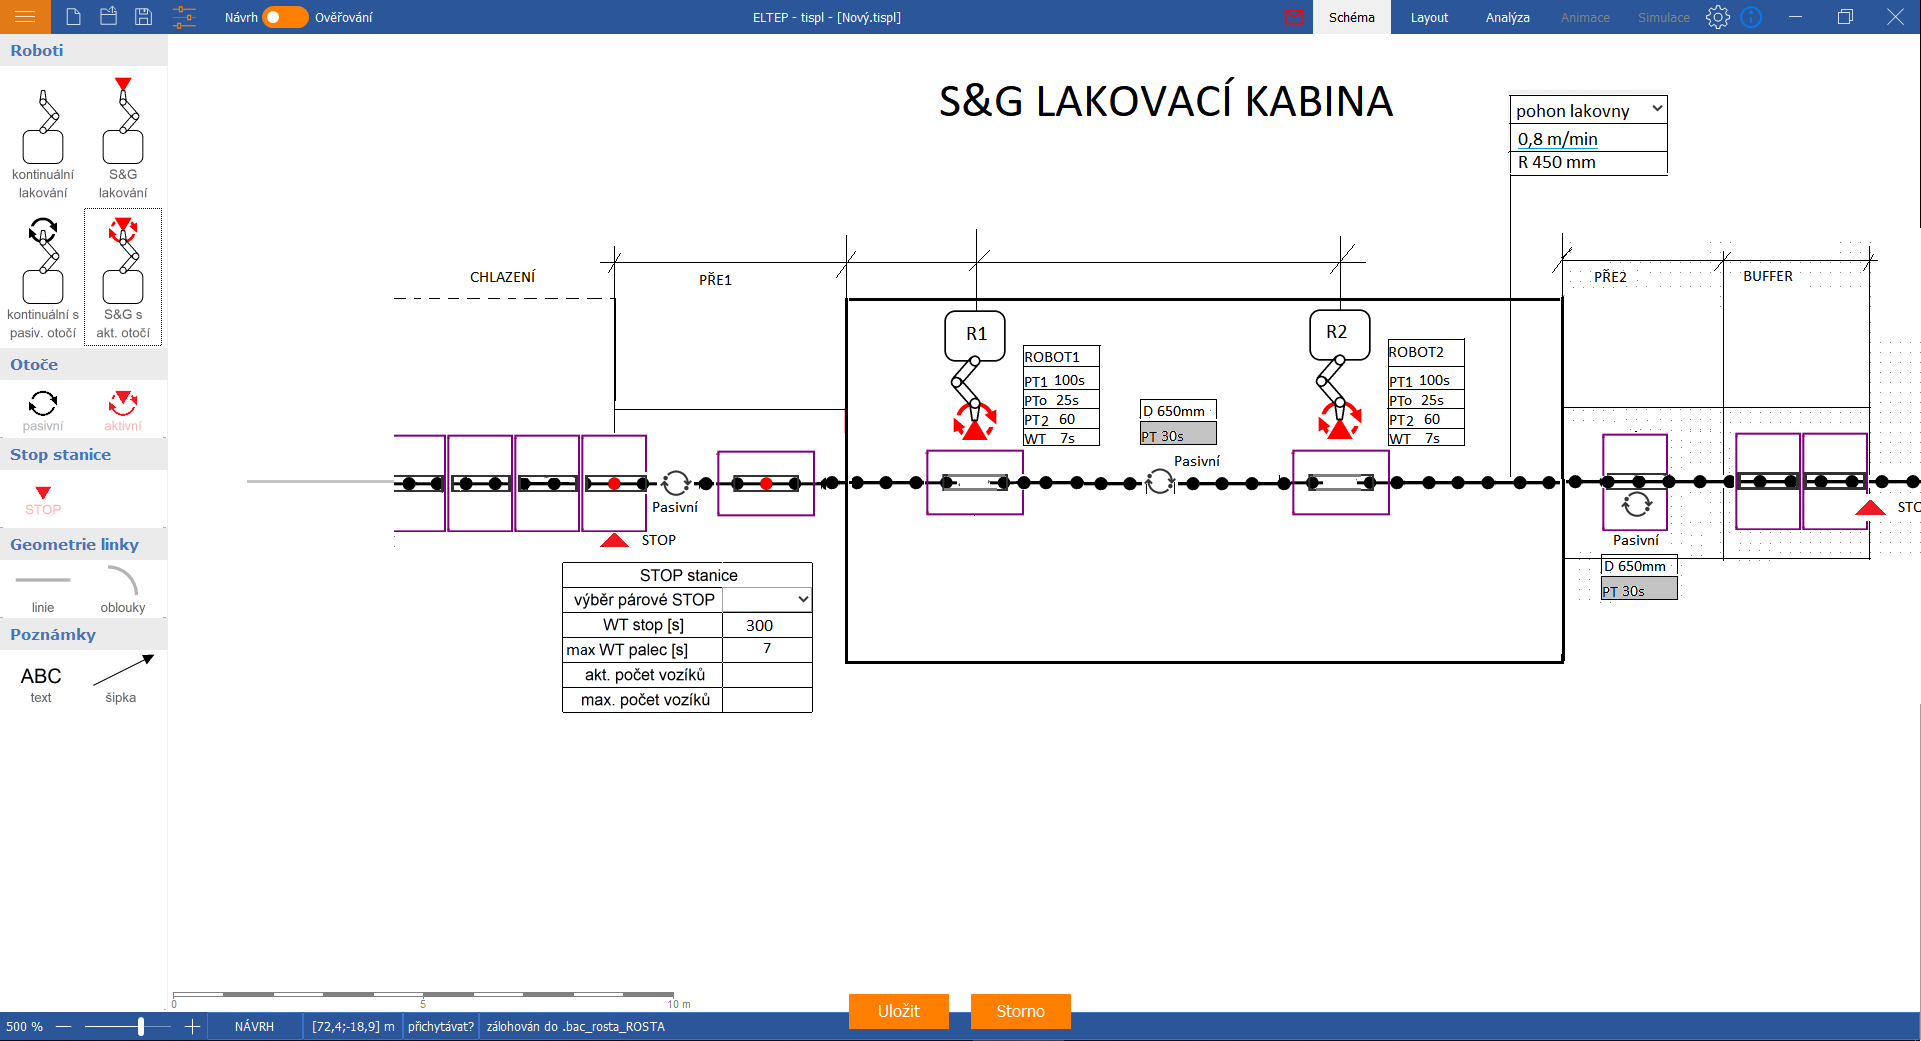 Návrh
Ověřování
ELTEP - tispl - [Nový.tispl]
Schéma
Layout
Analýza
Animace
Simulace
Roboti
kontinuální
lakování
S&G
lakování
kontinuální s
pasiv. otočí
S&G s
akt. otočí
Otoče
pasivní
aktivní
Stop stanice
STOP
Geometrie linky
linie
oblouky
Poznámky
ABC
text
šipka
S&G LAKOVACÍ KABINA
pohon lakovny
0,8 m/min
R 450 mm
CHLAZENÍ
PŘE1
PŘE2
BUFFER
R1
ROBOT1
PT1 100s
PTo 25s
PT2 60
WT 7s
D 650mm
PT 30s
Pasivní
R2
ROBOT2
PT1 100s
PTo 25s
PT2 60
WT 7s
Pasivní
STOP
STO
Pasivní
D 650mm
PT 30s
STOP stanice
výběr párové STOP
WT stop [s] 300
max WT palec [s] 7
akt. počet vozíků
max. počet vozíků
0 5 10 m
Uložit
Storno
500 %
NÁVRH
[72,4;-18,9] m
přichytávat?
zálohován do .bac_rosta_ROSTA